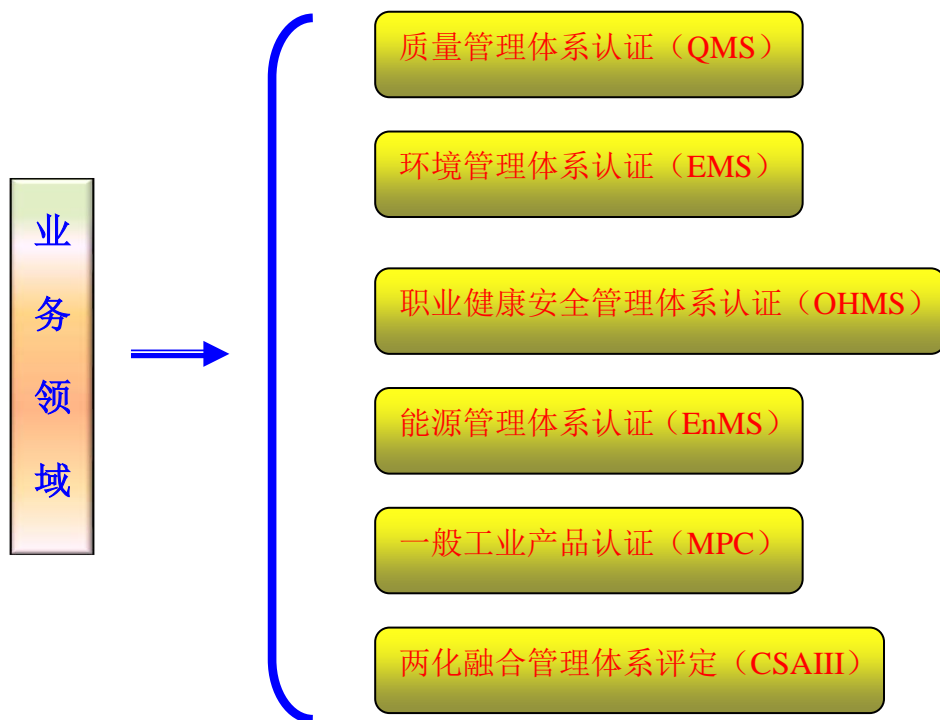 业务领域
质量管理体系认证（QMS）
环境管理体系认证（EMS）
职业健康安全管理体系认证（OHMS）
能源管理体系认证（EnMS）
一般工业产品认证（MPC）
两化融合管理体系评定（CSAIII）